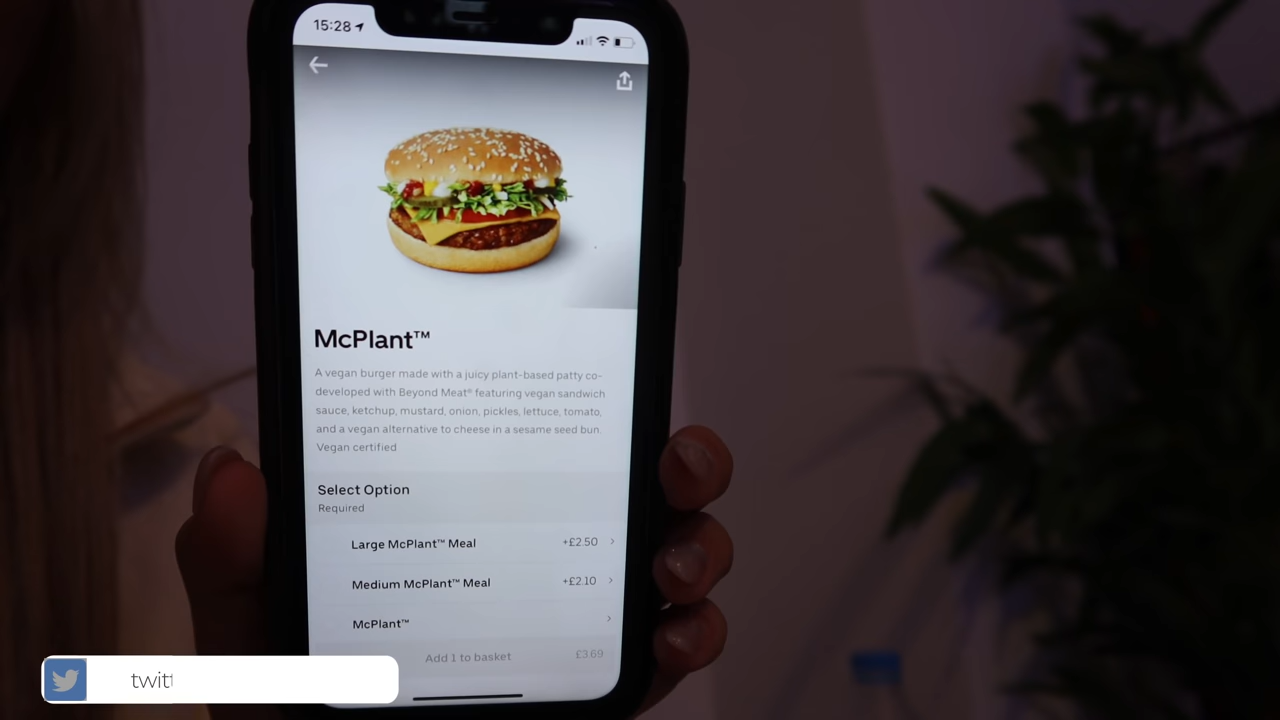 15:28
McPlant™
A vegan burger made with a juicy plant-based patty co-
developed with Beyond Meat® featuring vegan sandwich
sauce, ketchup, mustard, onion, pickles, lettuce, tomato,
and a vegan alternative to cheese in a sesame seed bun.
Vegan certified
Select Option
Required
Large McPlant™ Meal +£2.50
Medium McPlant™ Meal +£2.10
McPlant™
Add 1 to basket £3.69
twitt